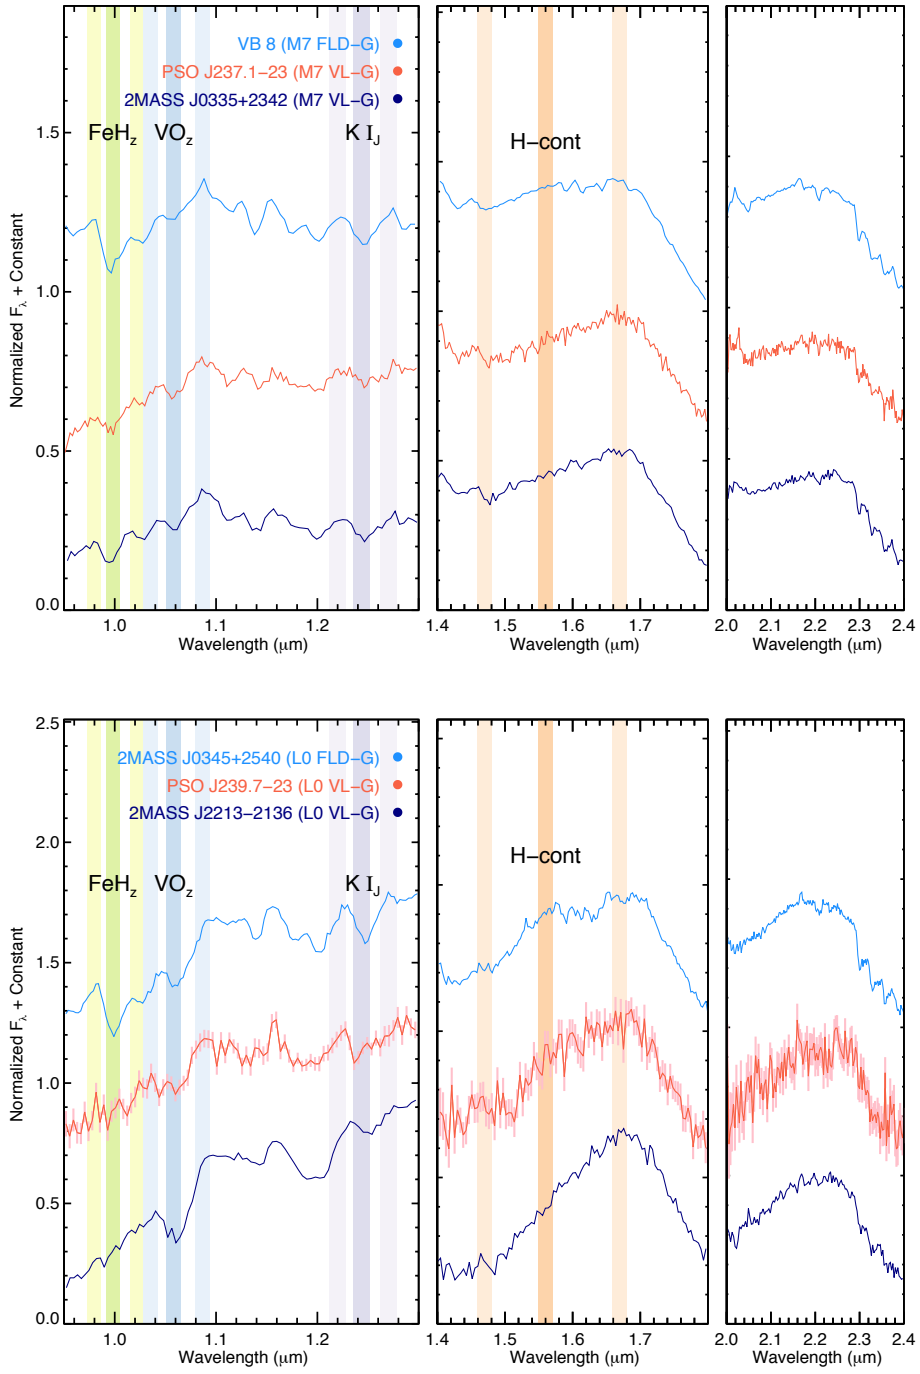 VB 8 (M7 FLD−G)
PSO J237.1−23 (M7 VL−G)
2MASS J0335+2342 (M7 VL−G)
FeHz VOz K IJ
H−cont
1.5
1.0
0.5
0.0
Normalized Fλ + Constant
1.0 1.1 1.2
Wavelength (μm)
1.4 1.5 1.6 1.7
Wavelength (μm)
2.0 2.1 2.2 2.3 2.4
Wavelength (μm)
2MASS J0345+2540 (L0 FLD−G)
PSO J239.7−23 (L0 VL−G)
2MASS J2213−2136 (L0 VL−G)
FeHz VOz K IJ
H−cont
2.5
2.0
1.5
1.0
0.5
0.0
Normalized Fλ + Constant
1.0 1.1 1.2
Wavelength (μm)
1.4 1.5 1.6 1.7
Wavelength (μm)
2.0 2.1 2.2 2.3 2.4
Wavelength (μm)